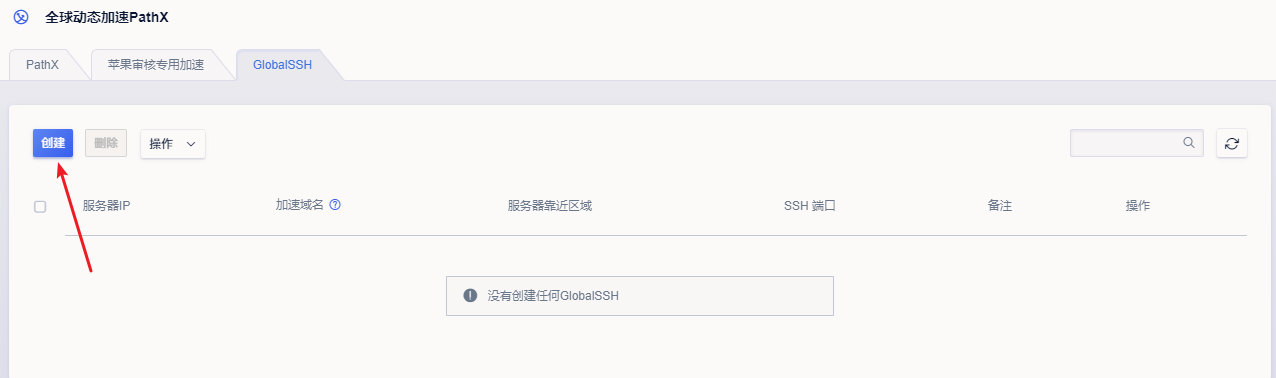 全球动态加速PathX
PathX
苹果审核专用加速
GlobalSSH
创建
删除
操作
服务器IP
加速域名
服务器靠近区域
SSH 端口
备注
操作
没有创建任何GlobalSSH